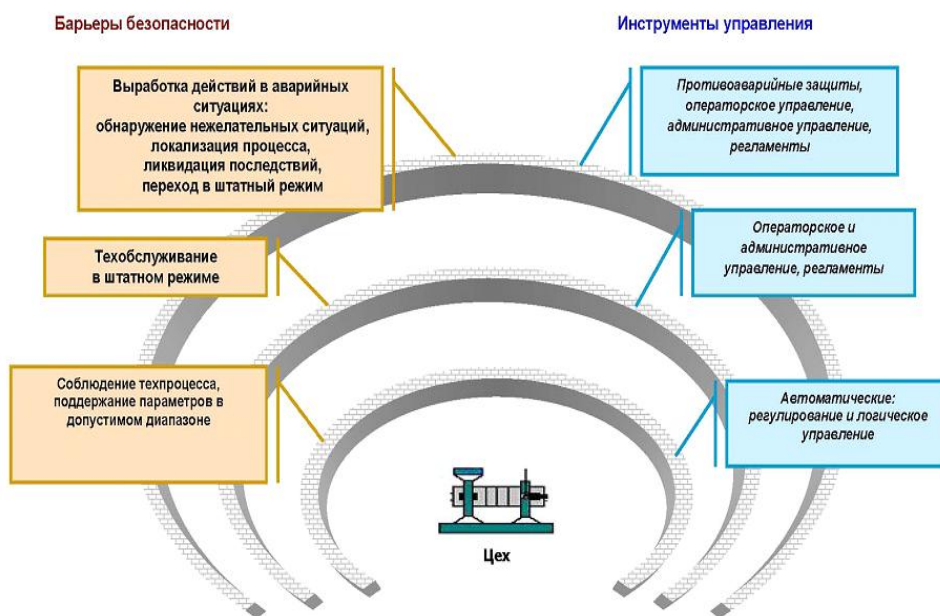 Барьеры безопасности
Инструменты управления
Выработка действий в аварийных
ситуациях:
обнаружение нежелательных ситуаций,
локализация процесса,
ликвидация последствий,
переход в штатный режим
Противоаварийные защиты,
операторское управление,
административное управление,
регламенты
Техобслуживание
в штатном режиме
Операторское и
административное
управление, регламенты
Соблюдение техпроцесса,
поддержание параметров в
допустимом диапазоне
Автоматические:
регулирование и логическое
управление
Цех